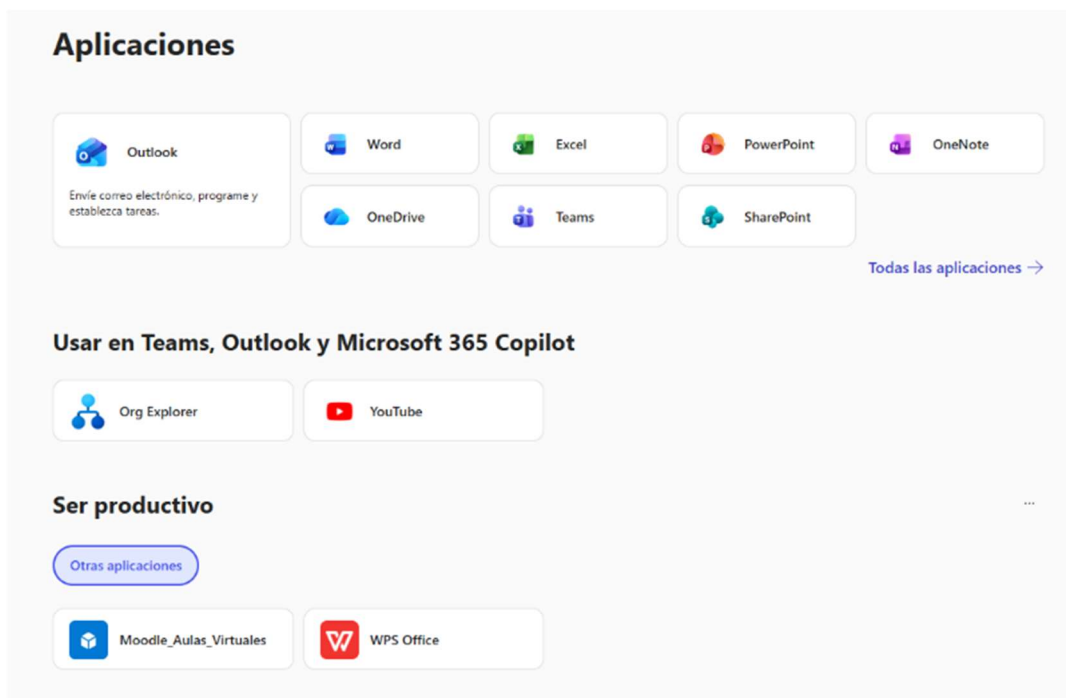 Aplicaciones
Outlook
Envíe correo electrónico, programe y
establezca tareas.
Word
Excel
PowerPoint
OneNote
OneDrive
Teams
SharePoint
Todas las aplicaciones →
Usar en Teams, Outlook y Microsoft 365 Copilot
Org Explorer
YouTube
Ser productivo
...
Otras aplicaciones
Moodle_Aulas_Virtuales
WPS Office